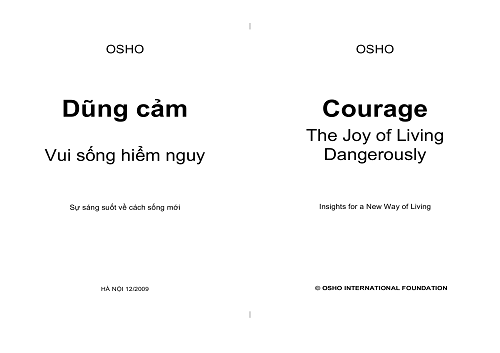 OSHO
Dũng cảm
Vui sống hiểm nguy
Sự sáng suốt về cách sống mới
HÀ NỘI 12/2009
OSHO
Courage
The Joy of Living
Dangerously
Insights for a New Way of Living
© OSHO INTERNATIONAL FOUNDATION